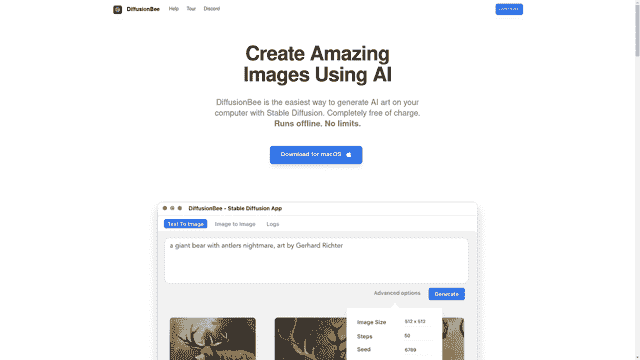 DiffusionBee Help Tour Discord
Create Amazing
Images Using AI
DiffusionBee is the easiest way to generate AI art on your
computer with Stable Diffusion. Completely free of charge.
Runs offline. No limits.
Download for macOS
DiffusionBee - Stable Diffusion App
Text To Image Image to Image Logs
a giant bear with antlers nightmare, art by Gerhard Richter
Advanced options Generate
Image Size 512 x 512
Steps 50
Seed 6789